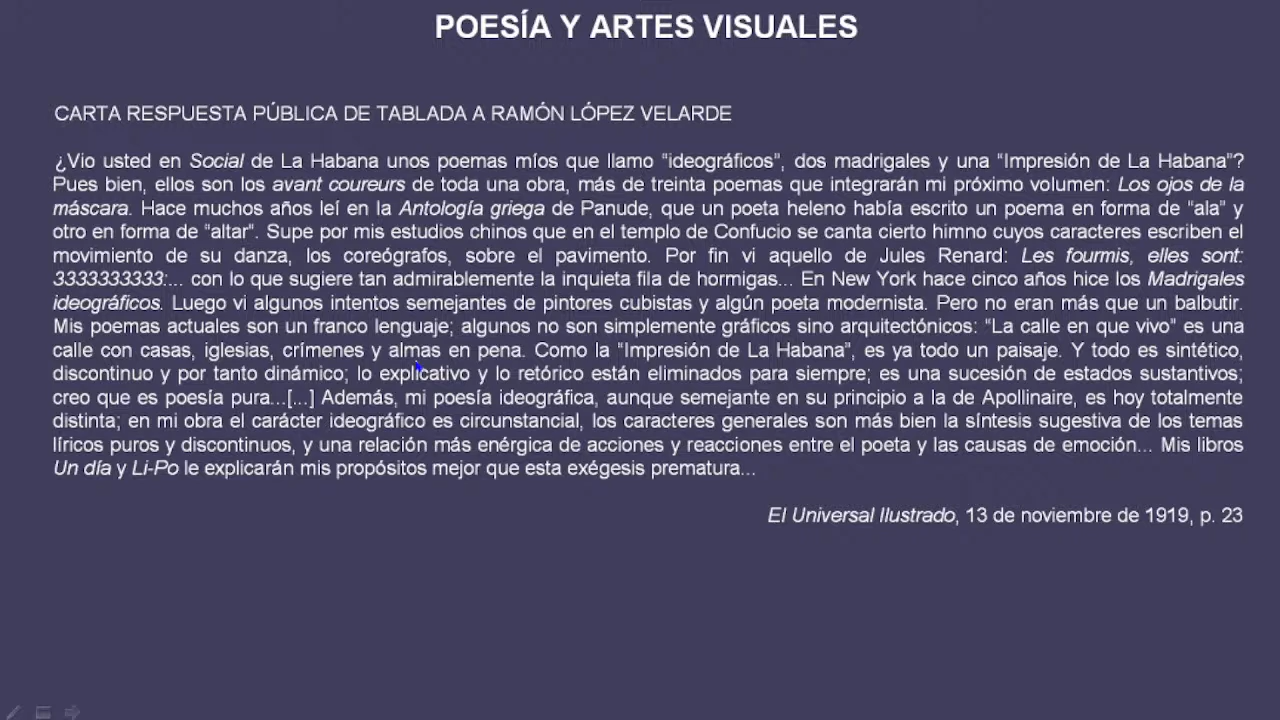 POESÍA Y ARTES VISUALES
CARTA RESPUESTA PÚBLICA DE TABLADA A RAMÓN LÓPEZ VELARDE
¿Vio usted en Social de La Habana unos poemas míos que llamo “ideográficos”, dos madrigales y una “Impresión de La Habana”?
Pues bien, ellos son los avant coureurs de toda una obra, más de treinta poemas que integrarán mi próximo volumen: Los ojos de la
máscara. Hace muchos años leí en la Antología griega de Panude, que un poeta heleno había escrito un poema en forma de “ala” y
otro en forma de “altar”. Supe por mis estudios chinos que en el templo de Confucio se canta cierto himno cuyos caracteres escriben el
movimiento de su danza, los coreógrafos, sobre el pavimento. Por fin vi aquello de Jules Renard: Les fourmis, elles sont:
3333333333:... con lo que sugiere tan admirablemente la inquieta fila de hormigas... En New York hace cinco años hice los Madrigales
ideográficos. Luego vi algunos intentos semejantes de pintores cubistas y algún poeta modernista. Pero no eran más que un balbutir.
Mis poemas actuales son un franco lenguaje; algunos no son simplemente gráficos sino arquitectónicos: “La calle en que vivo” es una
calle con casas, iglesias, crímenes y almas en pena. Como la “Impresión de La Habana”, es ya todo un paisaje. Y todo es sintético,
discontinuo y por tanto dinámico; lo explicativo y lo retórico están eliminados para siempre; es una sucesión de estados sustantivos;
creo que es poesía pura...[...] Además, mi poesía ideográfica, aunque semejante en su principio a la de Apollinaire, es hoy totalmente
distinta; en mi obra el carácter ideográfico es circunstancial, los caracteres generales son más bien la síntesis sugestiva de los temas
líricos puros y discontinuos, y una relación más enérgica de acciones y reacciones entre el poeta y las causas de emoción... Mis libros
Un día y Li-Po le explicarán mis propósitos mejor que esta exégesis prematura...
El Universal Ilustrado, 13 de noviembre de 1919, p. 23